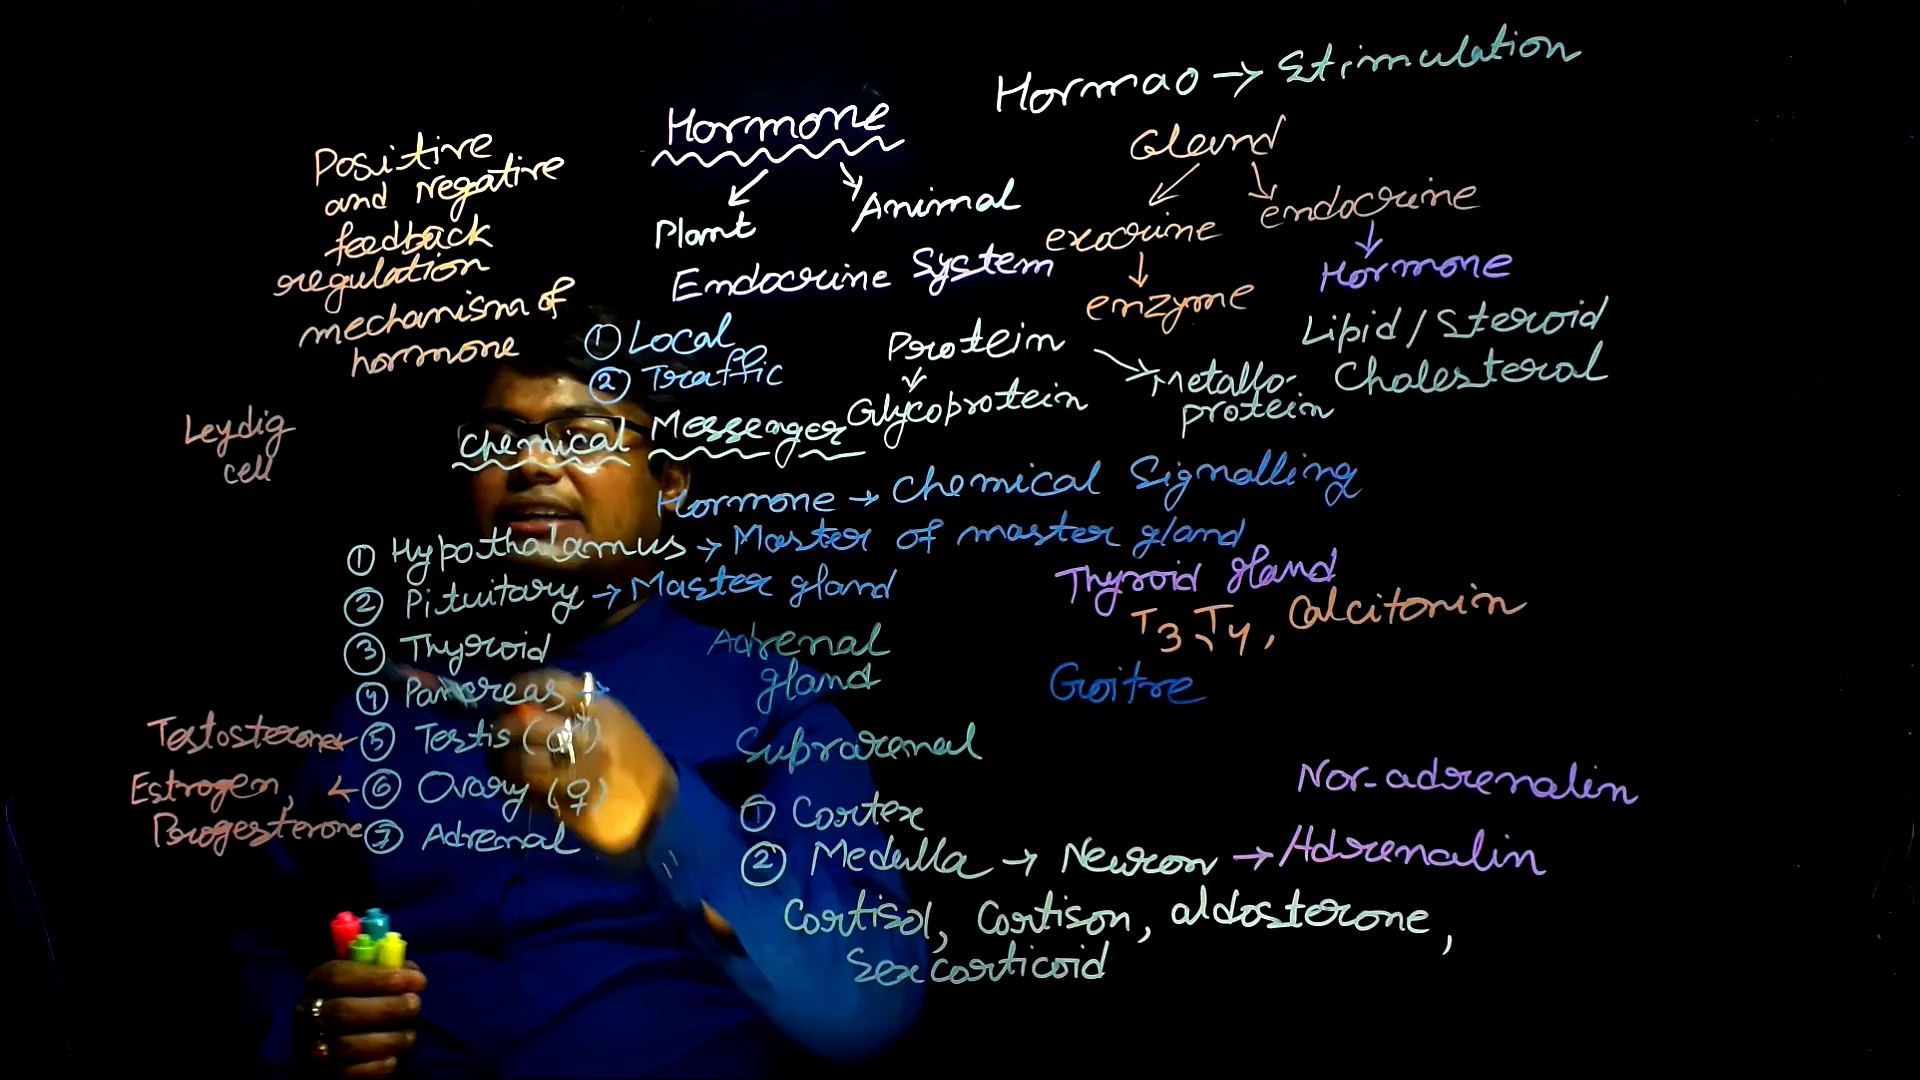 Hormao → Stimulation
Hormone
Plant
Animal
Endocrine System
Gland
exocrine
endocrine
enzyme
Hormone
Positive
and Negative
feedback
regulation
mechanism of
hormone
① Local
② Traffic
Protein
Glycoprotein
Metallo-
protein
Lipid / Steroid
Cholesteral
Chemical Messenger
Leydig
cell
Hormone → Chemical Signalling
① Hypothalamus → Master of master gland
② Pituitary → Master gland
③ Thyroid
④ Pancreas →
Testosterone ← ⑤ Testis (♂)
Estrogen, ← ⑥ Ovary (♀)
Progesterone ⑦ Adrenal
Thyroid gland
T3, T4, Calcitonin
Goitre
Adrenal
gland
Suprarenal
① Cortex
② Medulla → Neuron → Adrenalin
Nor-adrenalin
Cortisol, Cortison, aldosterone,
Sexcorticoid